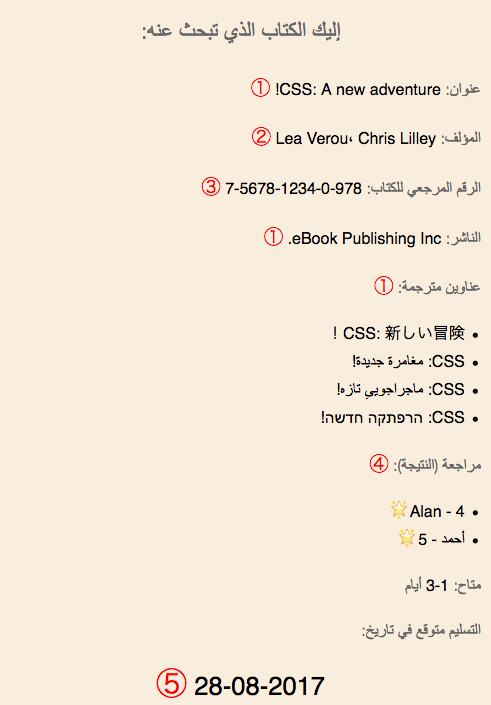 إليك الكتاب الذي تبحث عنه:
عنوان: CSS: A new adventure! ①
المؤلف: Lea Verou، Chris Lilley ②
الرقم المرجعي للكتاب: 978-0-1234-5678-7 ③
الناشر: eBook Publishing Inc. ①
عناوين مترجمة: ①
• CSS: 新しい冒険!
• CSS: مغامرة جديدة!
• CSS: ماجراجويي تازه!
• CSS: הרפתקה חדשה!
مراجعة (النتيجة): ④
• Alan - 4🌟
• أحمد - 5🌟
متاح: 1-3 أيام
التسليم متوقع في تاريخ:
28-08-2017 ⑤